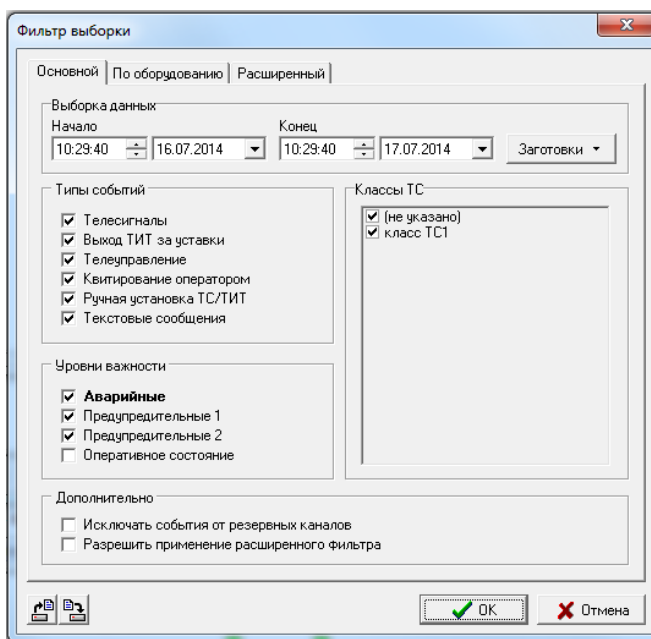 Фильтр выборки
Основной По оборудованию Расширенный
Выборка данных
Начало Конец
10:29:40 16.07.2014 10:29:40 17.07.2014 Заготовки
Типы событий
Телесигналы
Выход ТИТ за уставки
Телеуправление
Квитирование оператором
Ручная установка ТС/ТИТ
Текстовые сообщения
Классы ТС
(не указано)
класс ТС1
Уровни важности
Аварийные
Предупредительные 1
Предупредительные 2
Оперативное состояние
Дополнительно
Исключать события от резервных каналов
Разрешить применение расширенного фильтра
OK Отмена